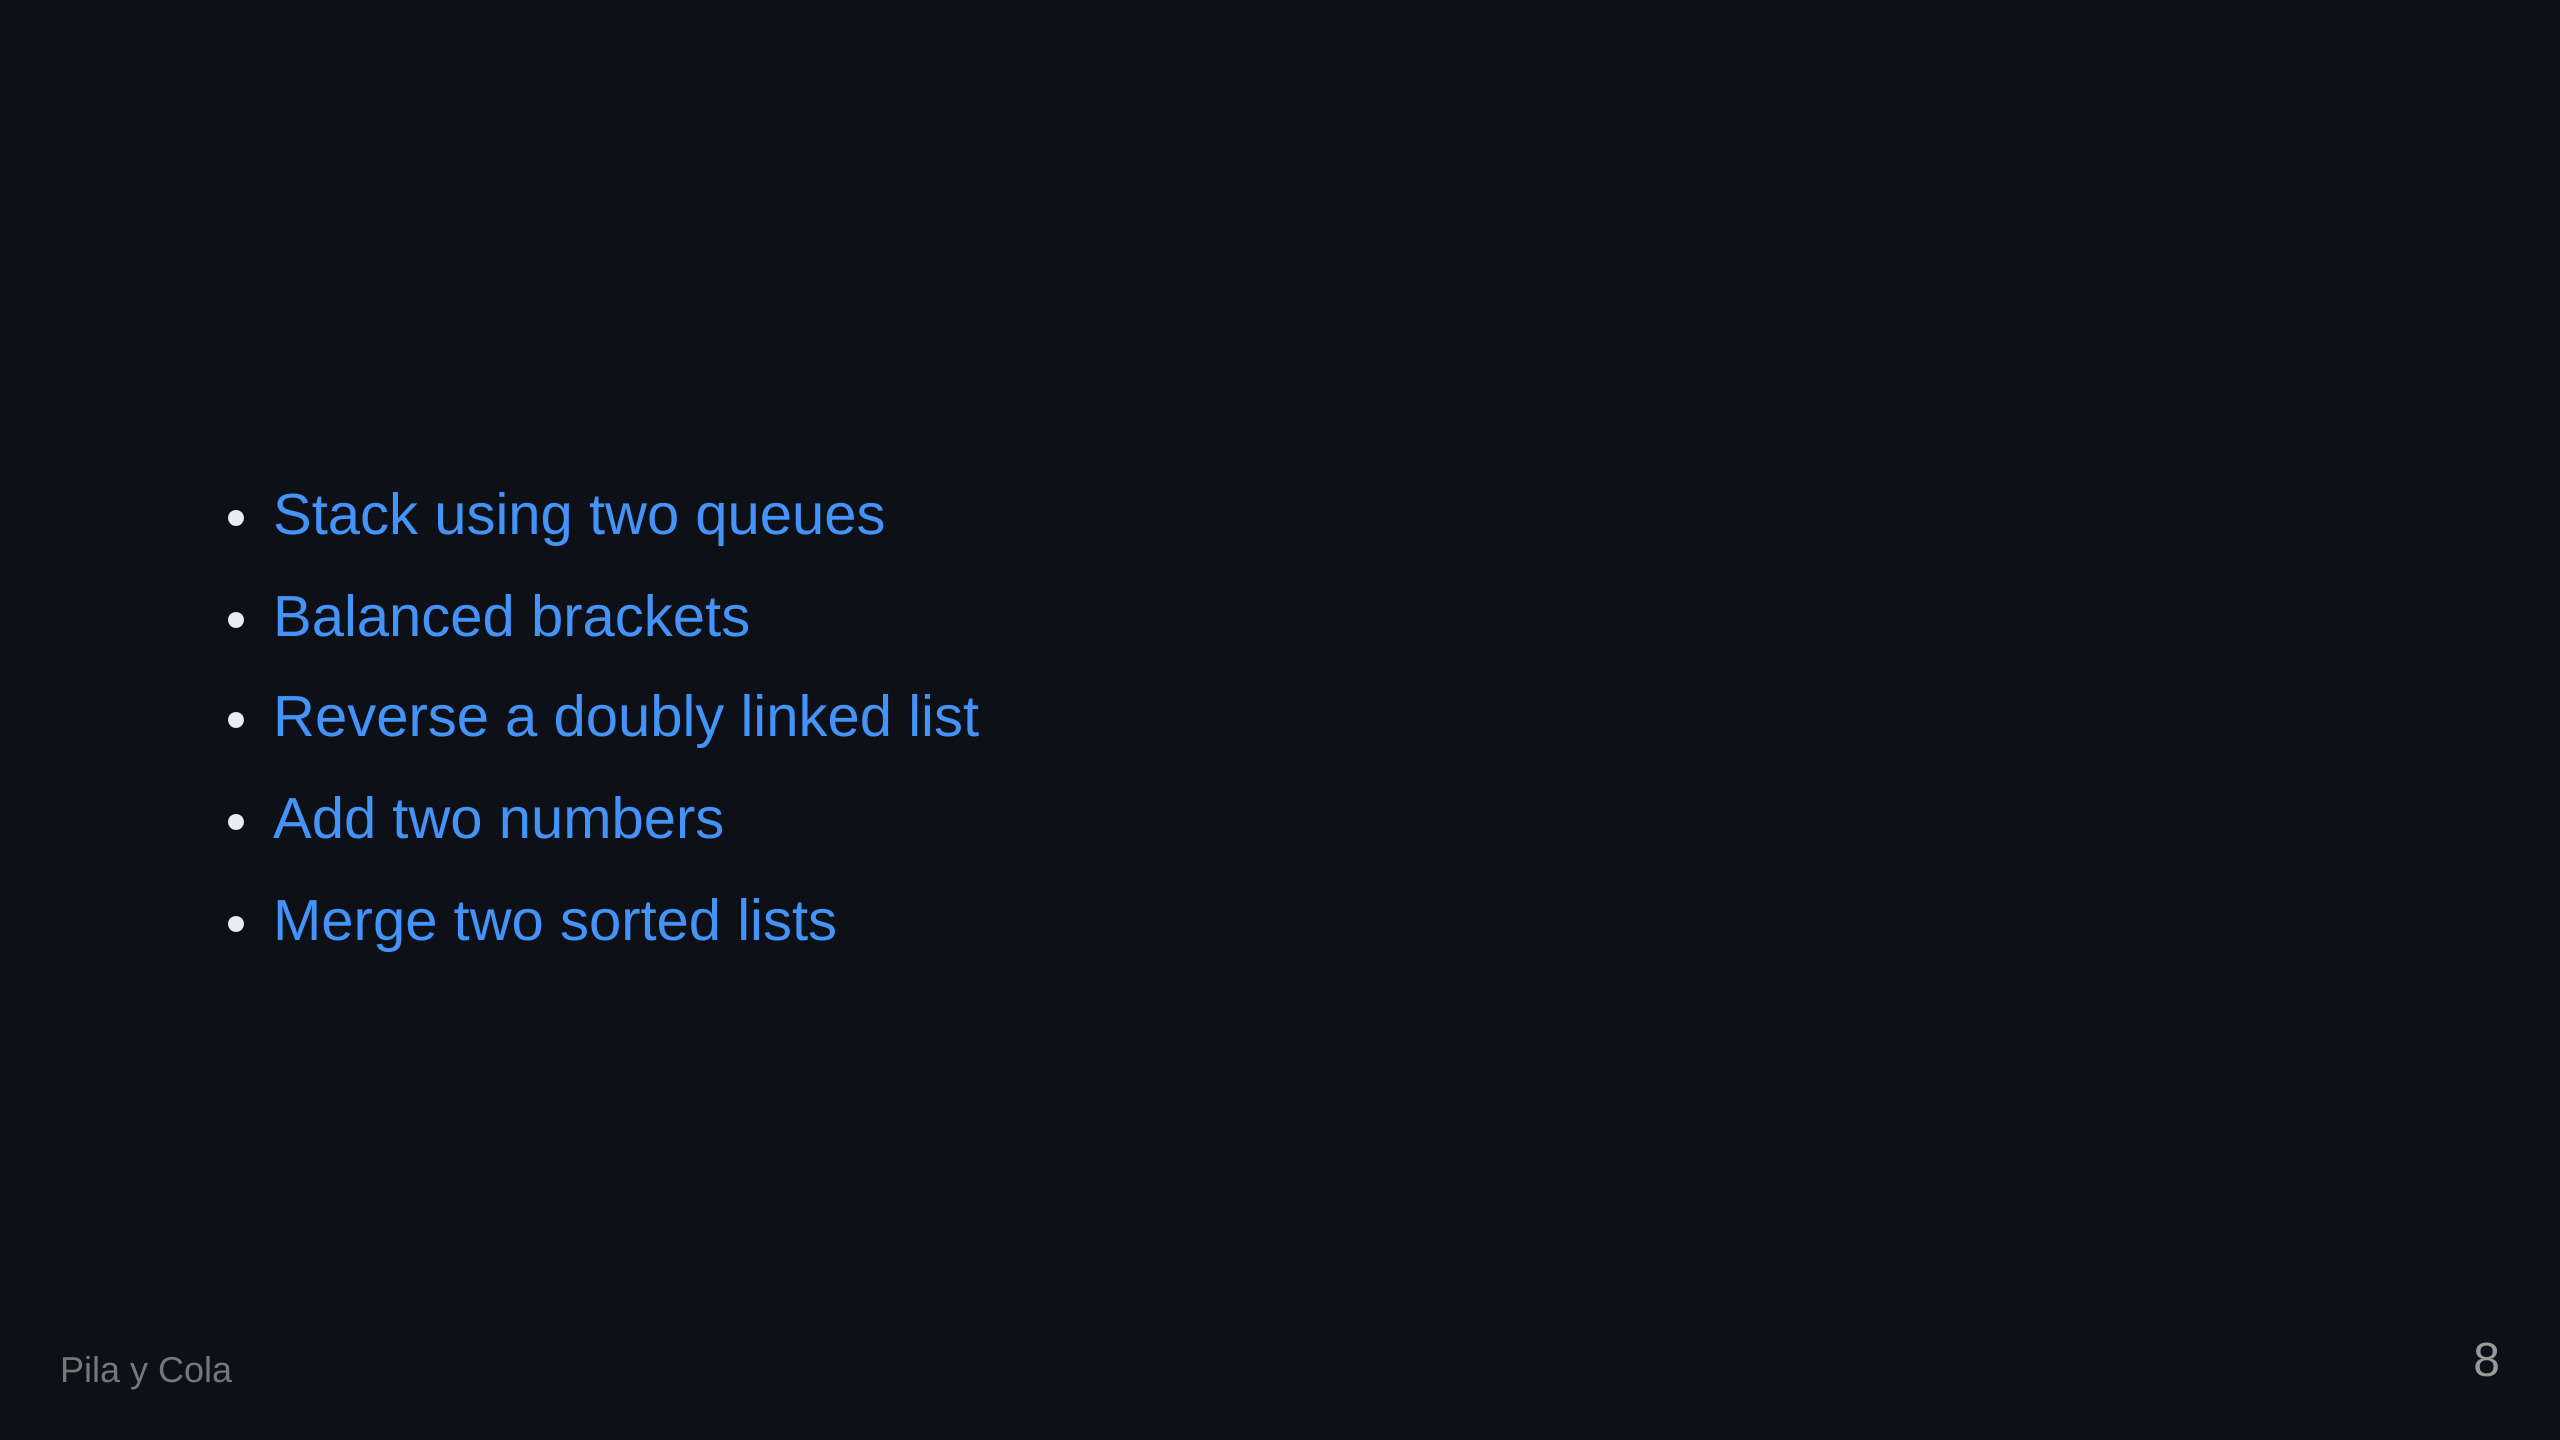 Stack using two queues
Balanced brackets
Reverse a doubly linked list
Add two numbers
Merge two sorted lists
Pila y Cola
8